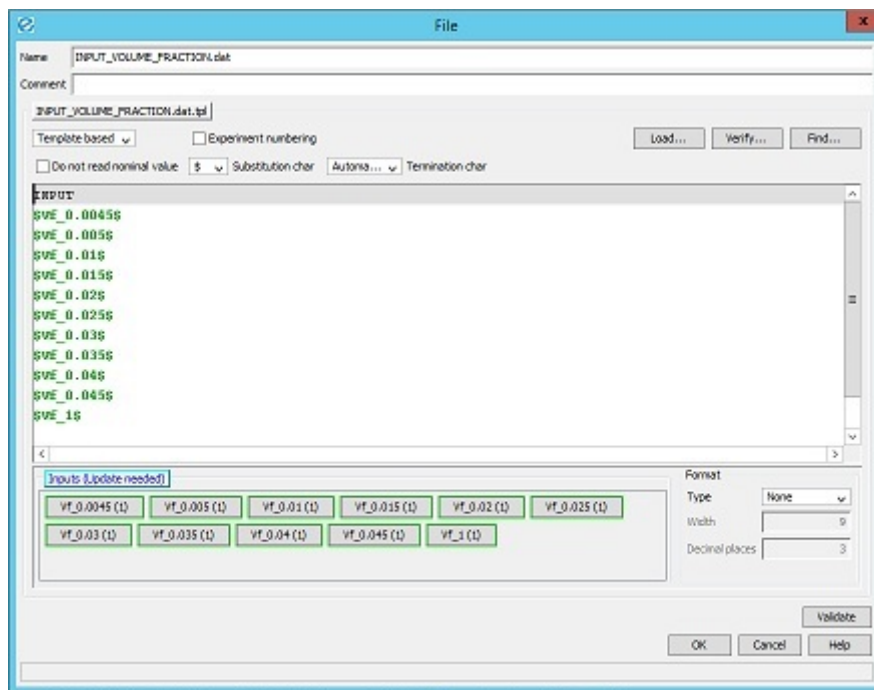 File
x
Name INPUT_VOLUME_FRACTION.dat
Comment
INPUT_VOLUME_FRACTION.dat.tpl
Template based Experiment numbering Load... Verify... Find...
Do not read nominal value $ Substitution char Automa... Termination char
INPUT
$Vf_0.0045$
$Vf_0.005$
$Vf_0.01$
$Vf_0.015$
$Vf_0.02$
$Vf_0.025$
$Vf_0.03$
$Vf_0.035$
$Vf_0.04$
$Vf_0.045$
$Vf_1$
Inputs (Update needed)
Vf_0.0045 (1) Vf_0.005 (1) Vf_0.01 (1) Vf_0.015 (1) Vf_0.02 (1) Vf_0.025 (1)
Vf_0.03 (1) Vf_0.035 (1) Vf_0.04 (1) Vf_0.045 (1) Vf_1 (1)
Format
Type None
Width 9
Decimal places 3
Validate
OK Cancel Help